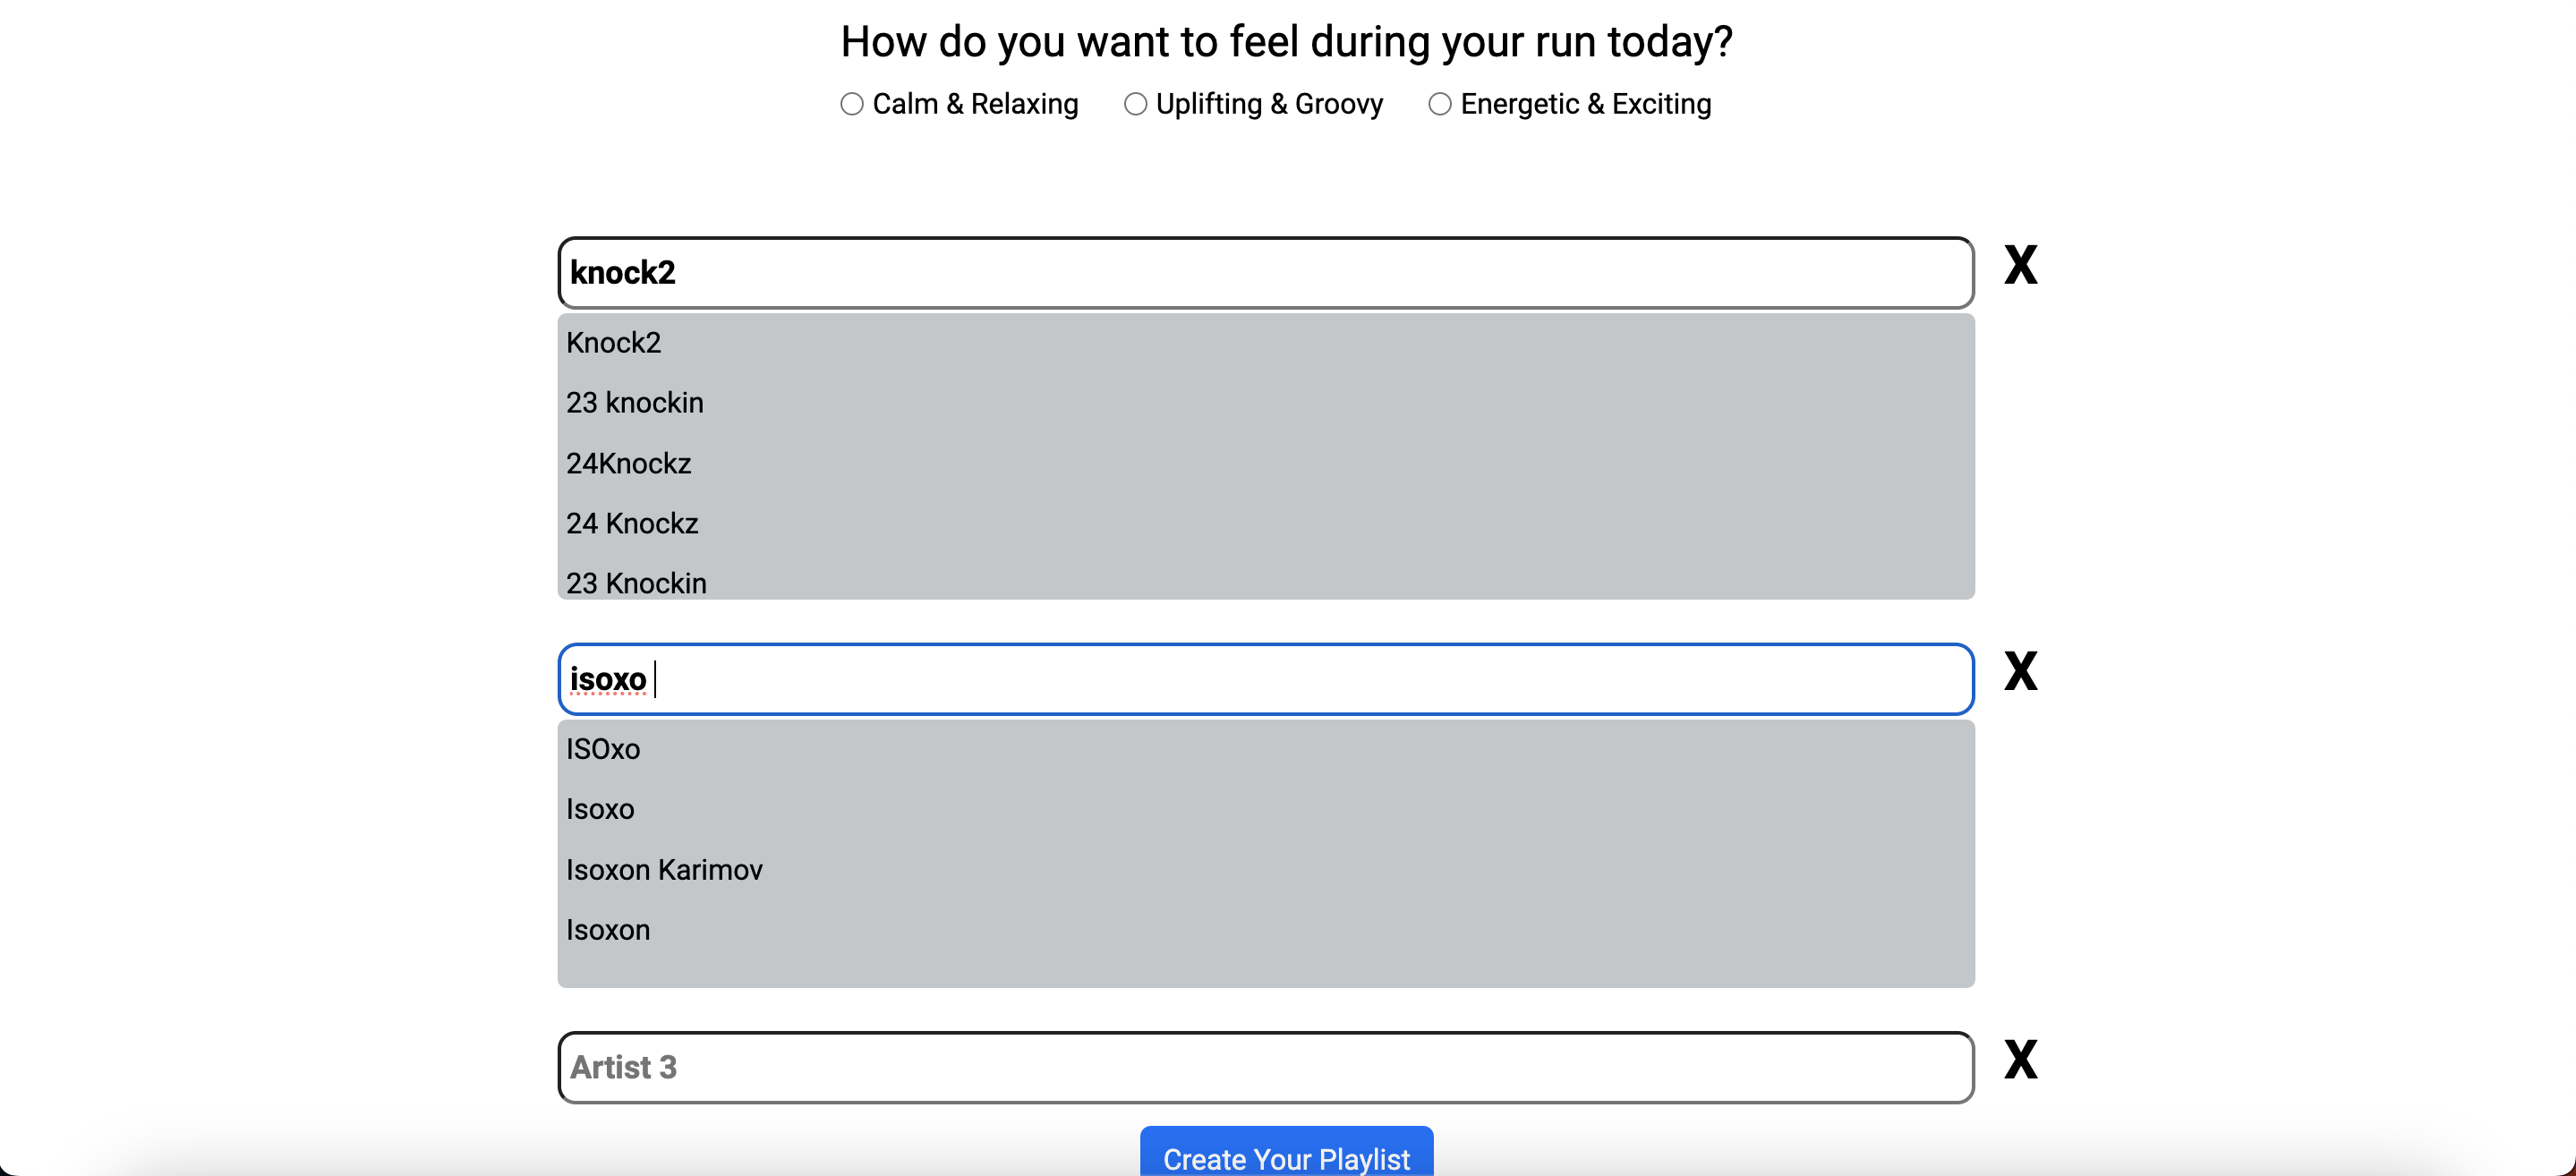 How do you want to feel during your run today?
Calm & Relaxing Uplifting & Groovy Energetic & Exciting
knock2 X
Knock2
23 knockin
24Knockz
24 Knockz
23 Knockin
isoxo X
ISOxo
Isoxo
Isoxon Karimov
Isoxon
Artist 3 X
Create Your Playlist